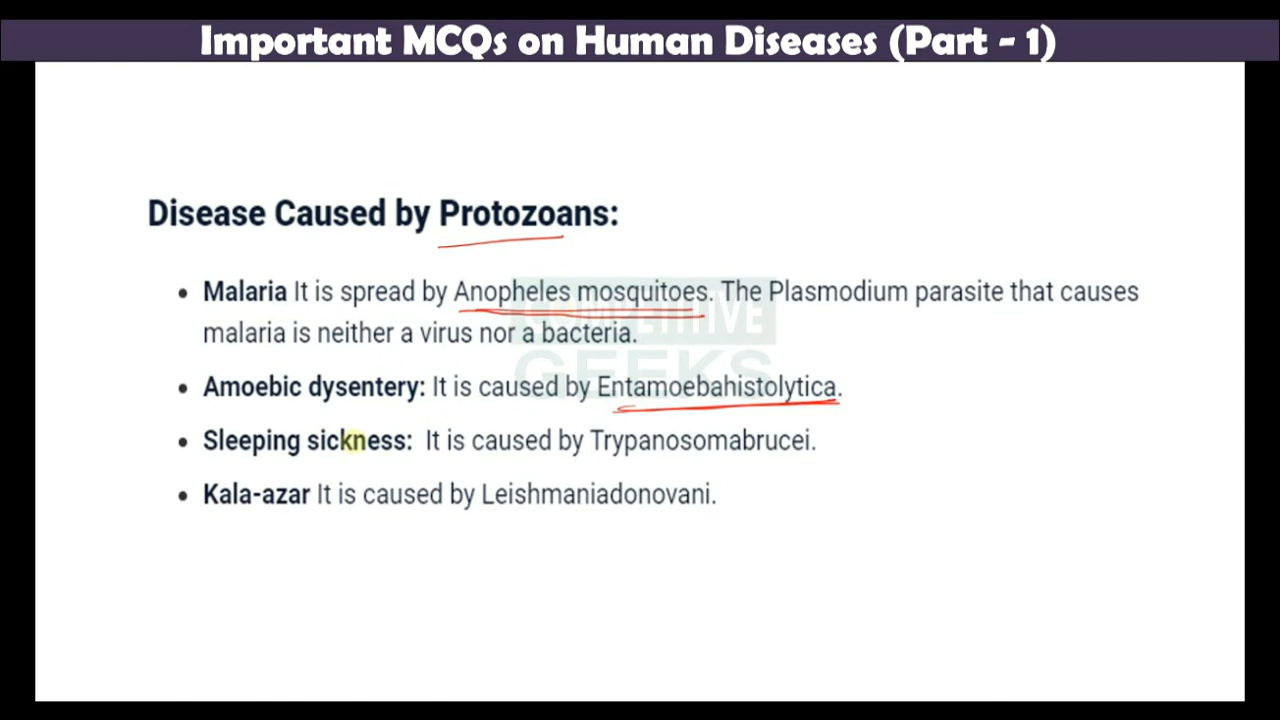 Important MCQs on Human Diseases (Part - 1)
Disease Caused by Protozoans:
• Malaria It is spread by Anopheles mosquitoes. The Plasmodium parasite that causes
malaria is neither a virus nor a bacteria.
COMPETITIVE
GEEKS
• Amoebic dysentery: It is caused by Entamoebahistolytica.
• Sleeping sickness:  It is caused by Trypanosomabrucei.
• Kala-azar It is caused by Leishmaniadonovani.